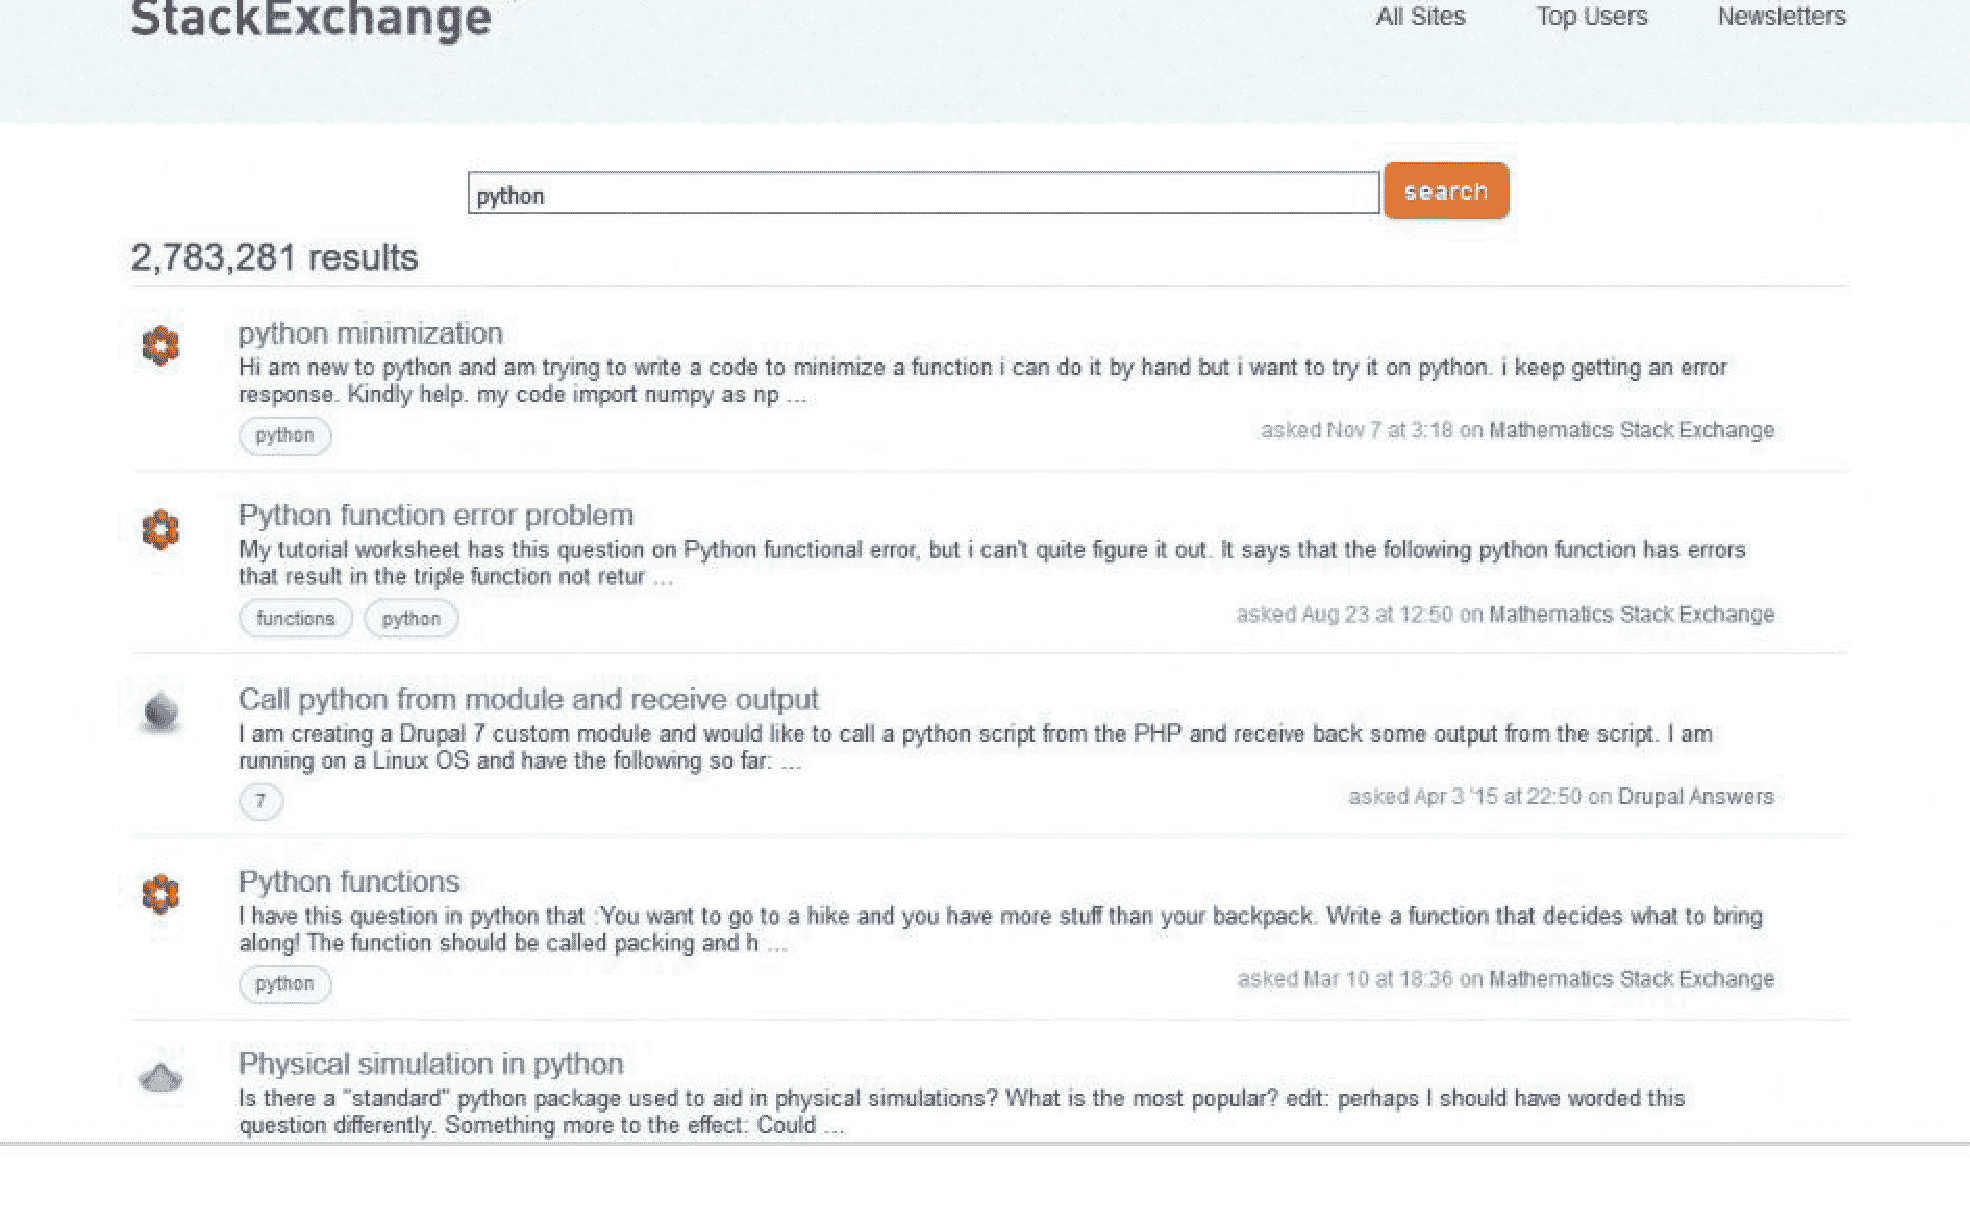 StackExchange
All Sites Top Users Newsletters
python
search
2,783,281 results
python minimization
Hi am new to python and am trying to write a code to minimize a function i can do it by hand but i want to try it on python. i keep getting an error
response. Kindly help. my code import numpy as np ...
python
asked Nov 7 at 3:18 on Mathematics Stack Exchange
Python function error problem
My tutorial worksheet has this question on Python functional error, but i can't quite figure it out. It says that the following python function has errors
that result in the triple function not retur ...
functions python
asked Aug 23 at 12:50 on Mathematics Stack Exchange
Call python from module and receive output
I am creating a Drupal 7 custom module and would like to call a python script from the PHP and receive back some output from the script. I am
running on a Linux OS and have the following so far: ...
7
asked Apr 3 '15 at 22:50 on Drupal Answers
Python functions
I have this question in python that :You want to go to a hike and you have more stuff than your backpack. Write a function that decides what to bring
along! The function should be called packing and h ...
python
asked Mar 10 at 18:36 on Mathematics Stack Exchange
Physical simulation in python
Is there a "standard" python package used to aid in physical simulations? What is the most popular? edit: perhaps I should have worded this
question differently. Something more to the effect: Could ...